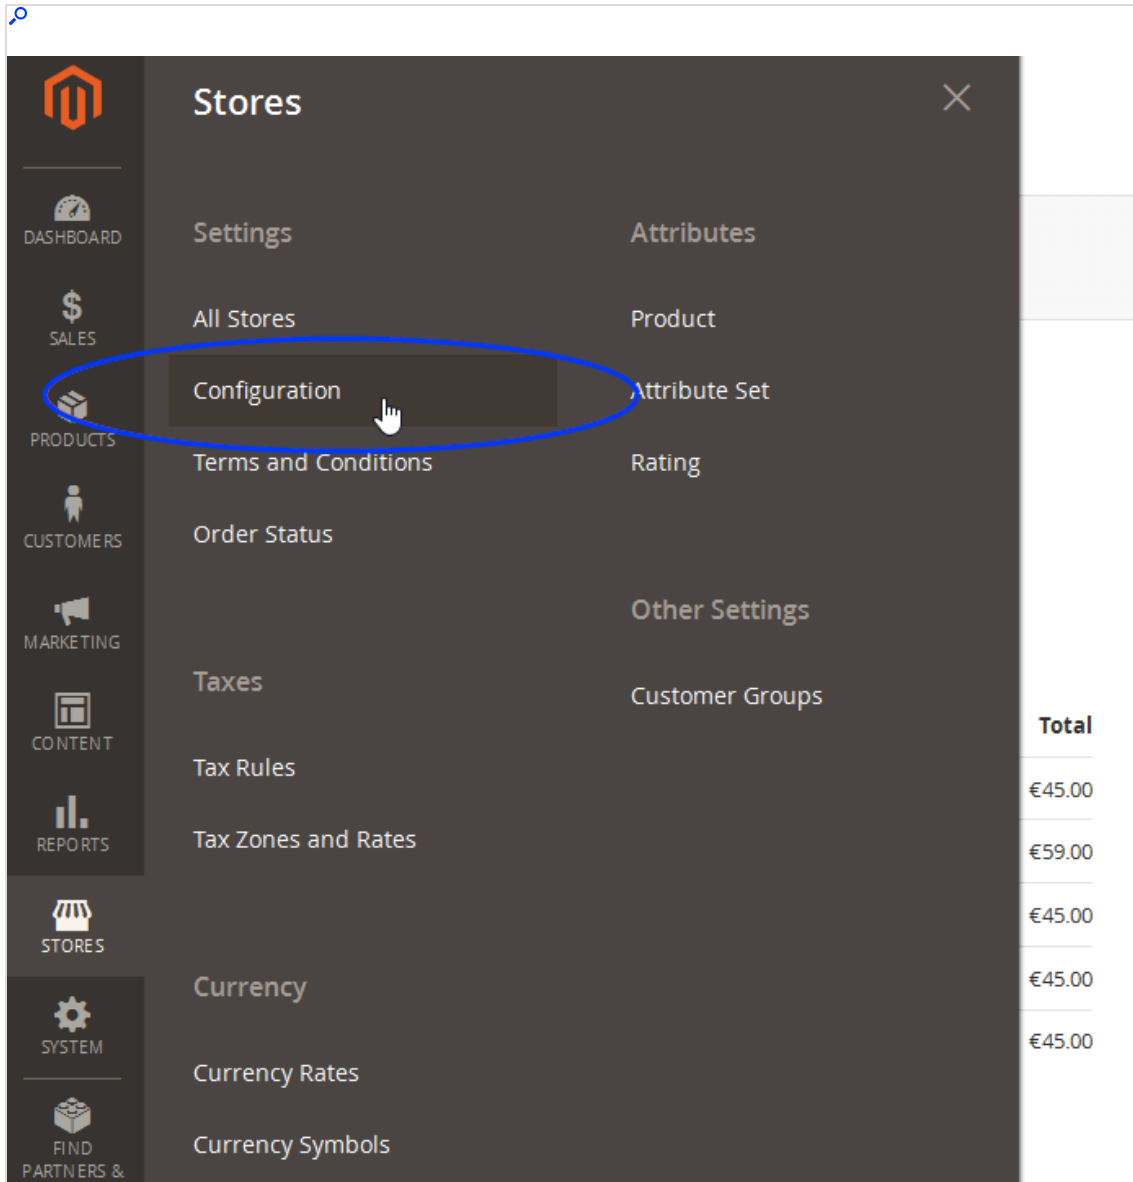 Stores
DASHBOARD
SALES
PRODUCTS
CUSTOMERS
MARKETING
CONTENT
REPORTS
STORES
SYSTEM
FIND
PARTNERS &
Settings
All Stores
Configuration
Terms and Conditions
Order Status
Taxes
Tax Rules
Tax Zones and Rates
Currency
Currency Rates
Currency Symbols
Attributes
Product
Attribute Set
Rating
Other Settings
Customer Groups
Total
€45.00
€59.00
€45.00
€45.00
€45.00